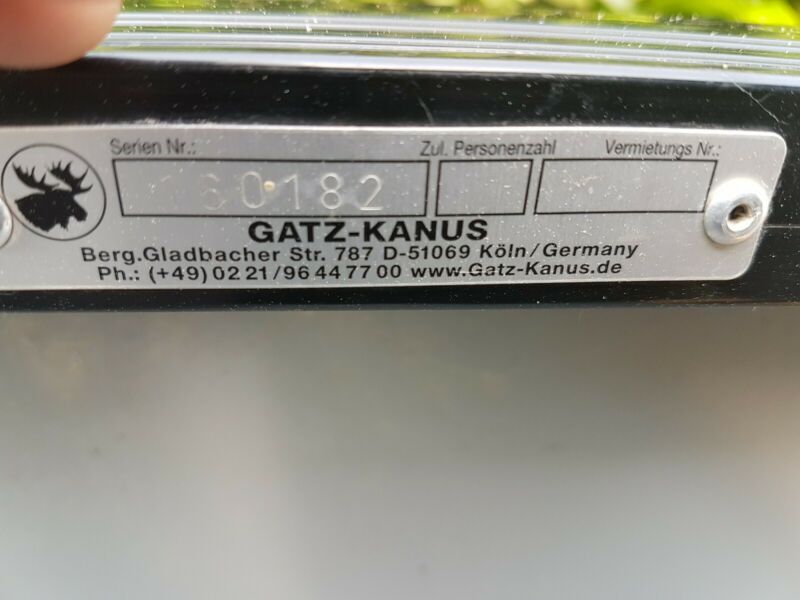 Serien Nr.: Zul. Personenzahl Vermietungs Nr.:
160182
GATZ-KANUS
Berg.Gladbacher Str. 787 D-51069 Köln/Germany
Ph.: (+49) 02 21/96 44 77 00 www.Gatz-Kanus.de